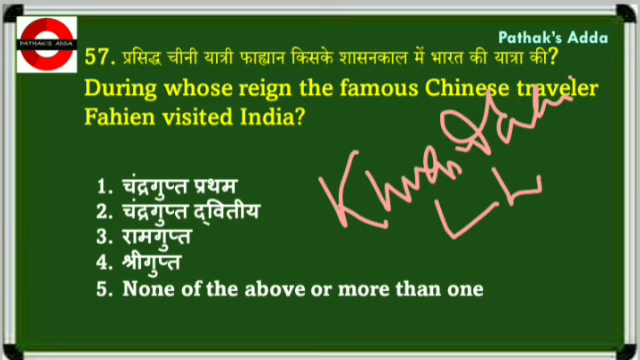 PATHAK'S ADDA
Pathak's Adda
57. प्रसिद्ध चीनी यात्री फाह्यान किसके शासनकाल में भारत की यात्रा की?
During whose reign the famous Chinese traveler
Fahien visited India?
1. चंद्रगुप्त प्रथम
2. चंद्रगुप्त द्वितीय
3. रामगुप्त
4. श्रीगुप्त
5. None of the above or more than one